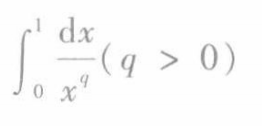 ∫₀¹ dx/x^q (q > 0)